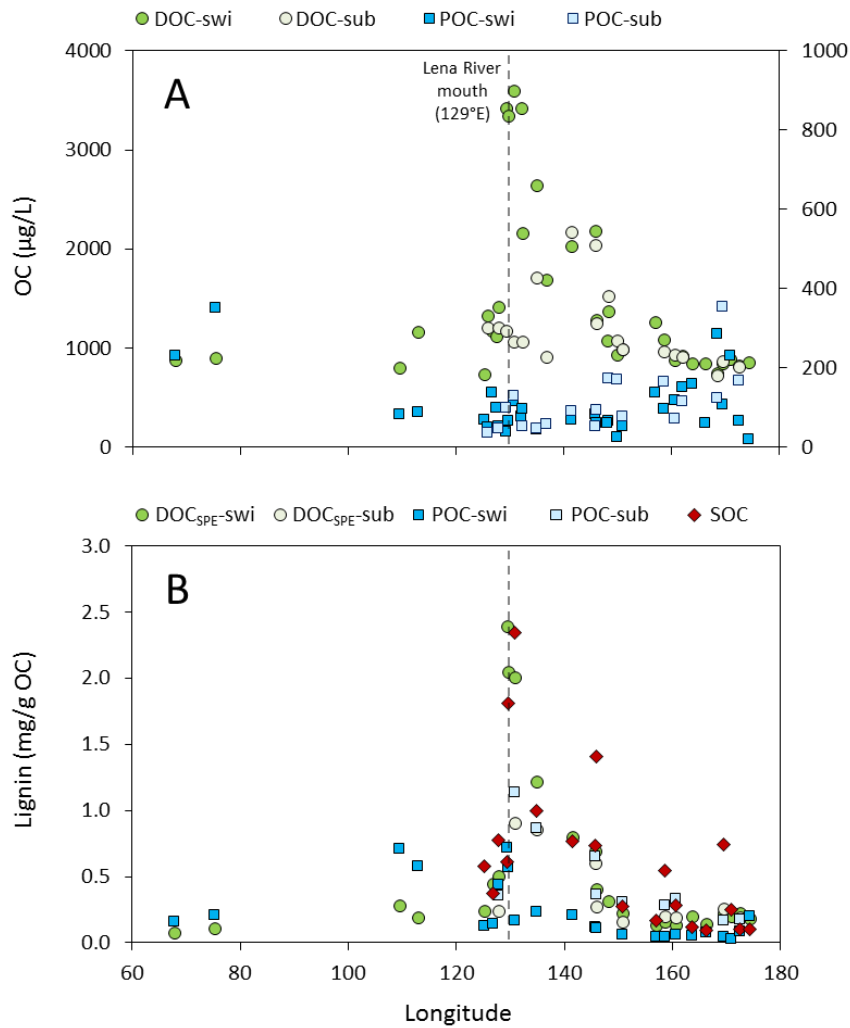 DOC-swi DOC-sub POC-swi POC-sub
4000 1000
A
Lena River
mouth
(129°E)
800
3000
600
2000
400
1000 200
0 0
OC (µg/L)
DOCSPE-swi DOCSPE-sub POC-swi POC-sub SOC
3.0
B
2.5
2.0
1.5
1.0
0.5
0.0
Lignin (mg/g OC)
60 80 100 120 140 160 180
Longitude